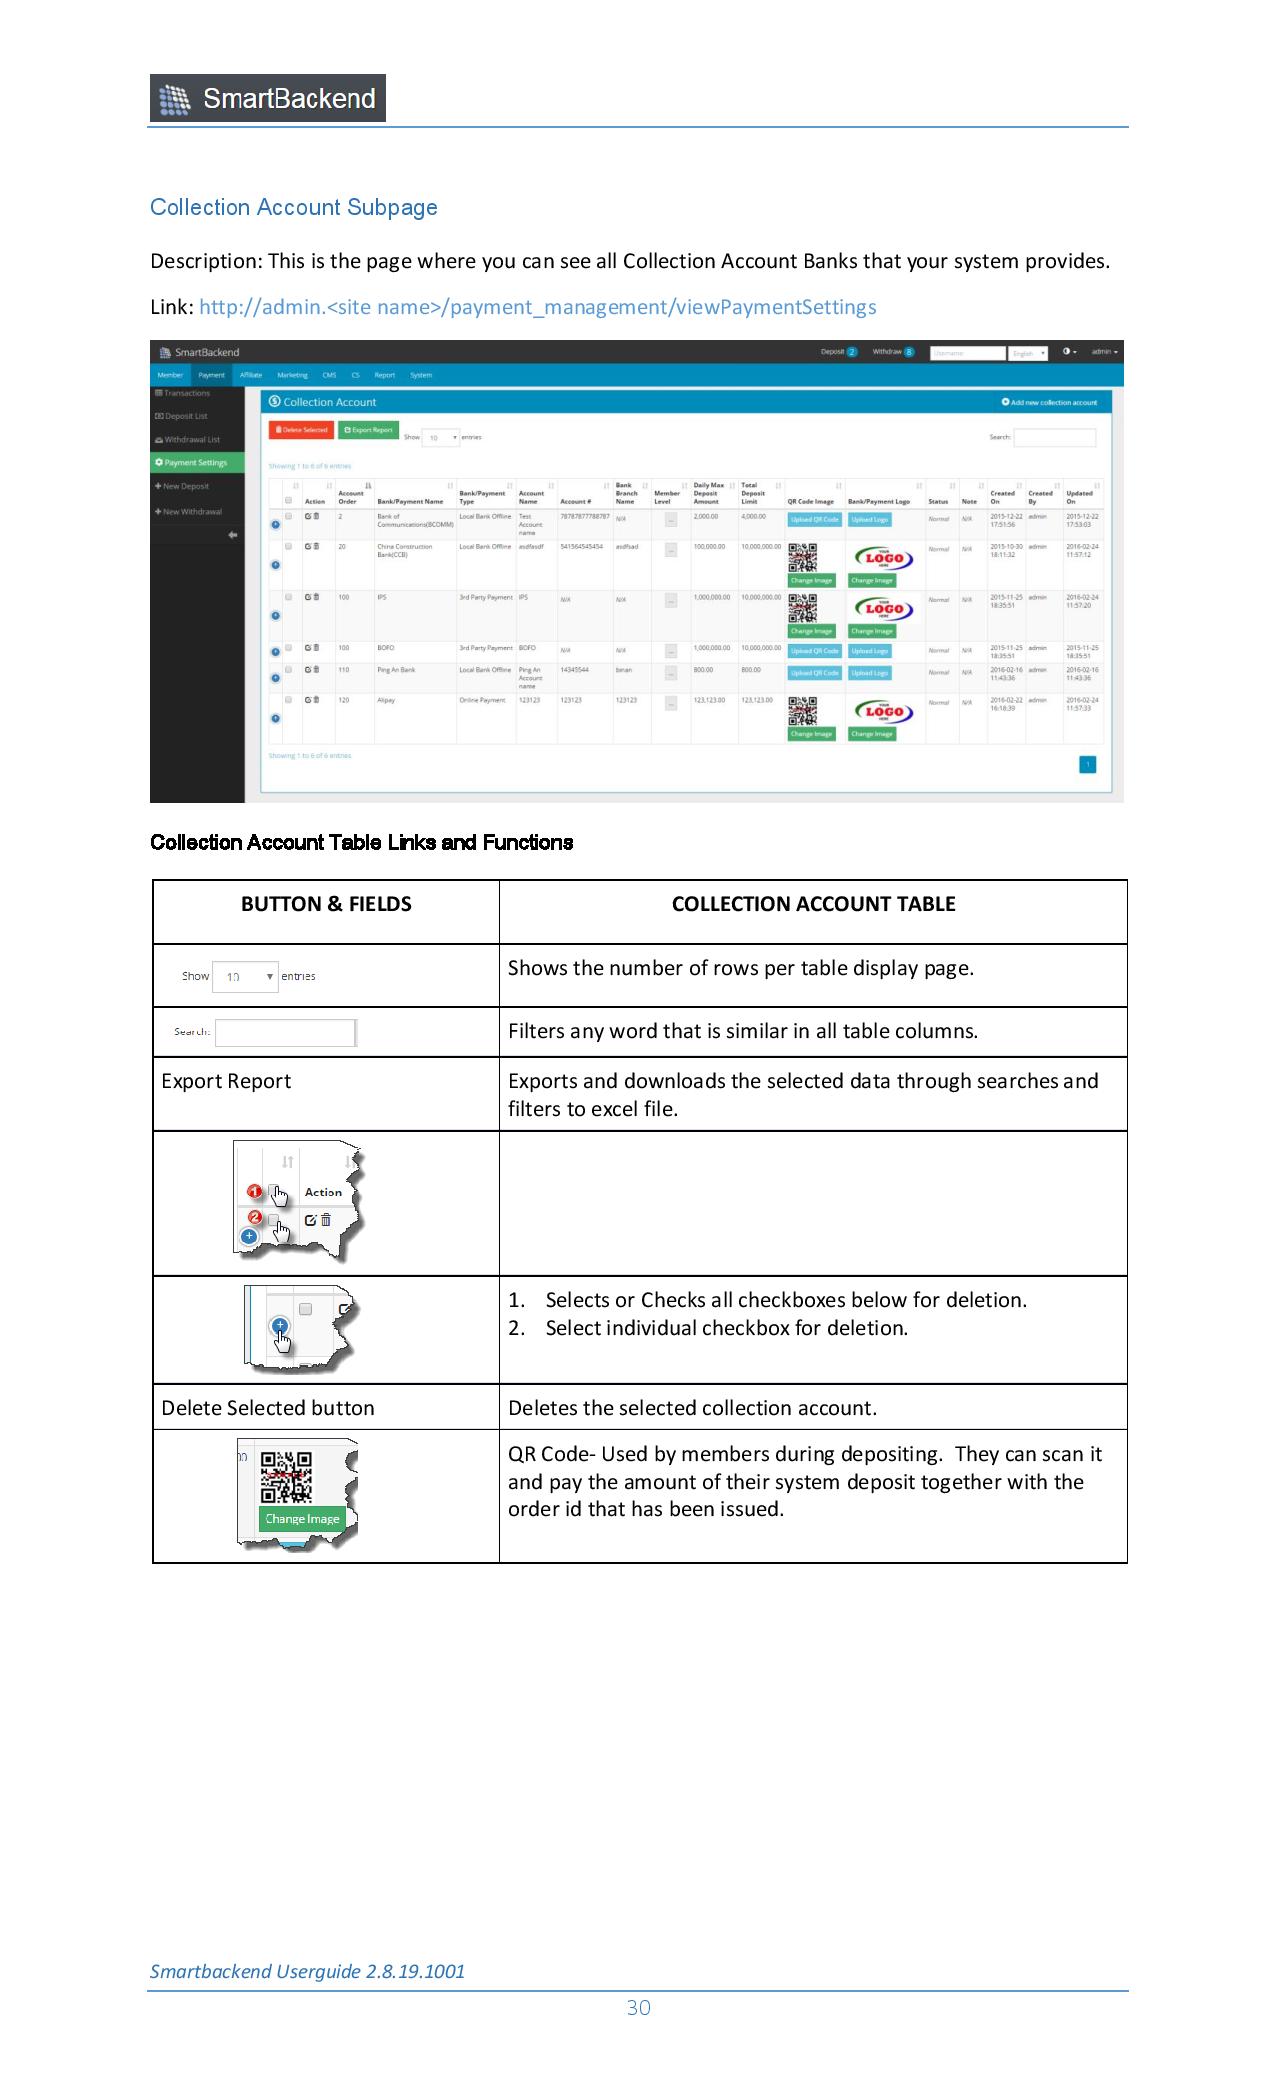 SmartBackend
Collection Account Subpage
Description: This is the page where you can see all Collection Account Banks that your system provides.
Link: http://admin.<site name>/payment_management/viewPaymentSettings
SmartBackend Deposit 2 Withdraw 8 Username English admin
Member Payment Affiliate Marketing CMS CS Report System
Transactions
Deposit List
Withdrawal List
Payment Settings
New Deposit
New Withdrawal
Collection Account Add new collection account
Delete Selected Export Report Show 10 entries Search:
Showing 1 to 6 of 6 entries
Action Account Order Bank/Payment Name Bank/Payment Type Account Name Account # Bank Branch Name Member Level Daily Max Deposit Amount Total Deposit Limit QR Code Image Bank/Payment Logo Status Note Created On Created By Updated On
2 Bank of Communications(BCOMM) Local Bank Offline Test Account name 78787877788787 N/A ... 2,000.00 4,000.00 Upload QR Code Upload Logo Normal N/A 2015-12-22 17:51:56 admin 2015-12-22 17:53:03
20 China Construction Bank(CCB) Local Bank Offline asdfasdf 541564545454 asdfsad ... 100,000.00 10,000,000.00 Change Image YOUR LOGO HERE Change Image Normal N/A 2015-10-30 18:11:32 admin 2016-02-24 11:57:12
100 IPS 3rd Party Payment IPS N/A N/A ... 1,000,000.00 10,000,000.00 Change Image YOUR LOGO HERE Change Image Normal N/A 2015-11-25 18:35:51 admin 2016-02-24 11:57:20
100 BOFO 3rd Party Payment BOFO N/A N/A ... 1,000,000.00 10,000,000.00 Upload QR Code Upload Logo Normal N/A 2015-11-25 18:35:51 admin 2015-11-25 18:35:51
110 Ping An Bank Local Bank Offline Ping An Account name 14345544 binan ... 800.00 800.00 Upload QR Code Upload Logo Normal N/A 2016-02-16 11:43:36 admin 2016-02-16 11:43:36
120 Alipay Online Payment 123123 123123 123123 ... 123,123.00 123,123.00 Change Image YOUR LOGO HERE Change Image Normal N/A 2016-02-22 16:18:39 admin 2016-02-24 11:57:33
Showing 1 to 6 of 6 entries
1
Collection Account Table Links and Functions
BUTTON & FIELDS COLLECTION ACCOUNT TABLE
Show 10 entries Shows the number of rows per table display page.
Search: Filters any word that is similar in all table columns.
Export Report Exports and downloads the selected data through searches and
filters to excel file.
1 Action
2
1. Selects or Checks all checkboxes below for deletion.
2. Select individual checkbox for deletion.
Delete Selected button Deletes the selected collection account.
00 Change Image QR Code- Used by members during depositing. They can scan it
and pay the amount of their system deposit together with the
order id that has been issued.
Smartbackend Userguide 2.8.19.1001
30